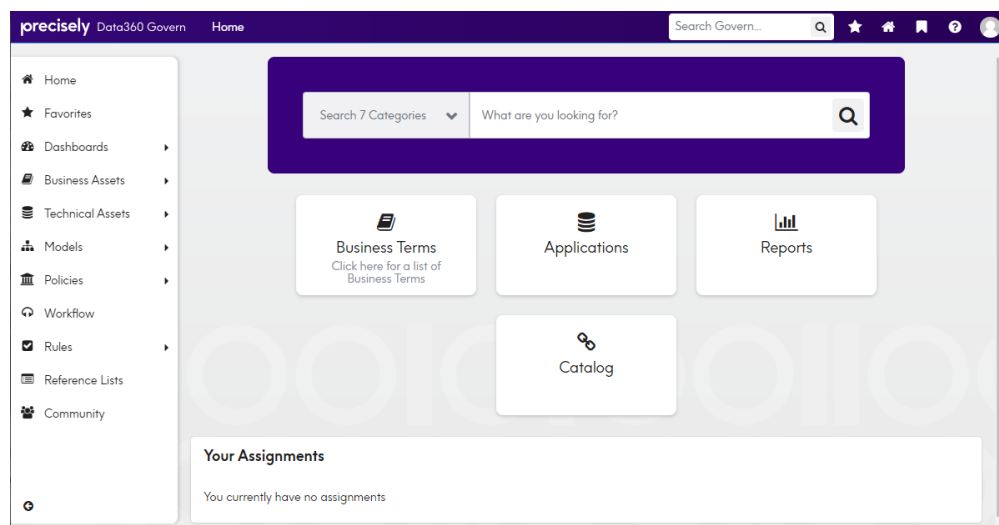 precisely Data360 Govern Home Search Govern...
Home
Favorites
Dashboards
Business Assets
Technical Assets
Models
Policies
Workflow
Rules
Reference Lists
Community
Search 7 Categories What are you looking for?
Business Terms
Click here for a list of
Business Terms
Applications
Reports
Catalog
Your Assignments
You currently have no assignments